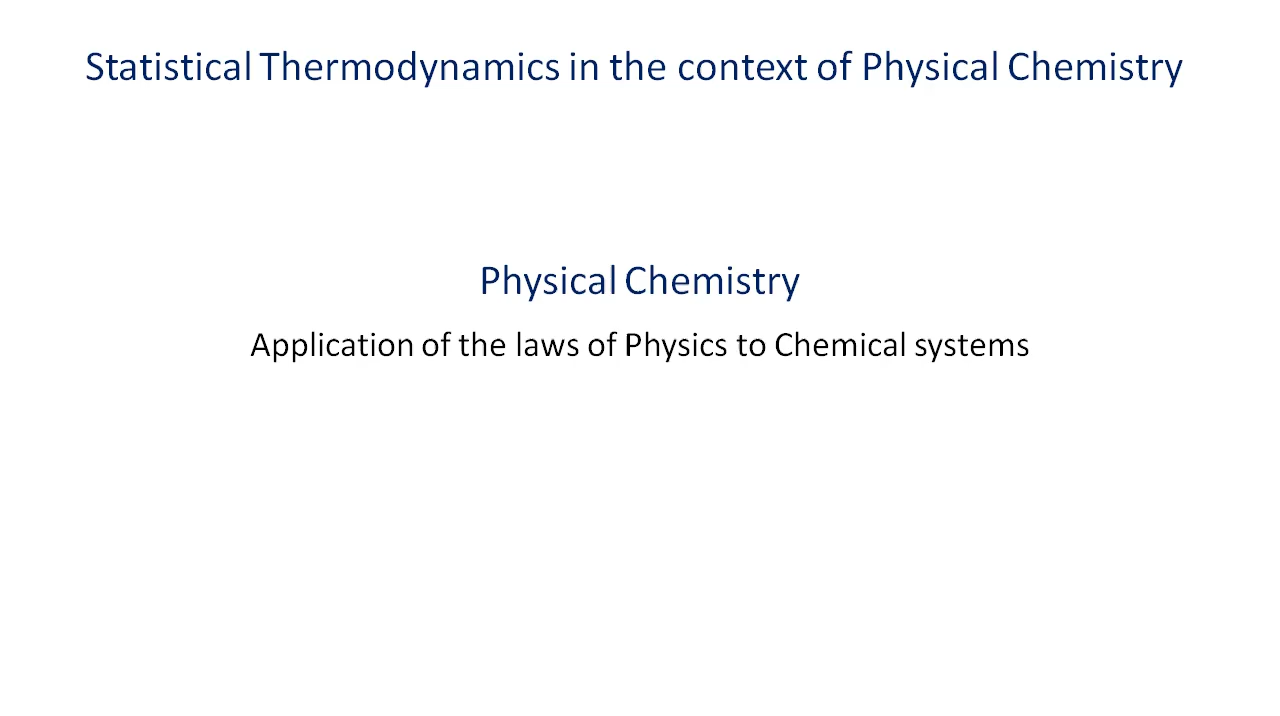 Statistical Thermodynamics in the context of Physical Chemistry
Physical Chemistry
Application of the laws of Physics to Chemical systems